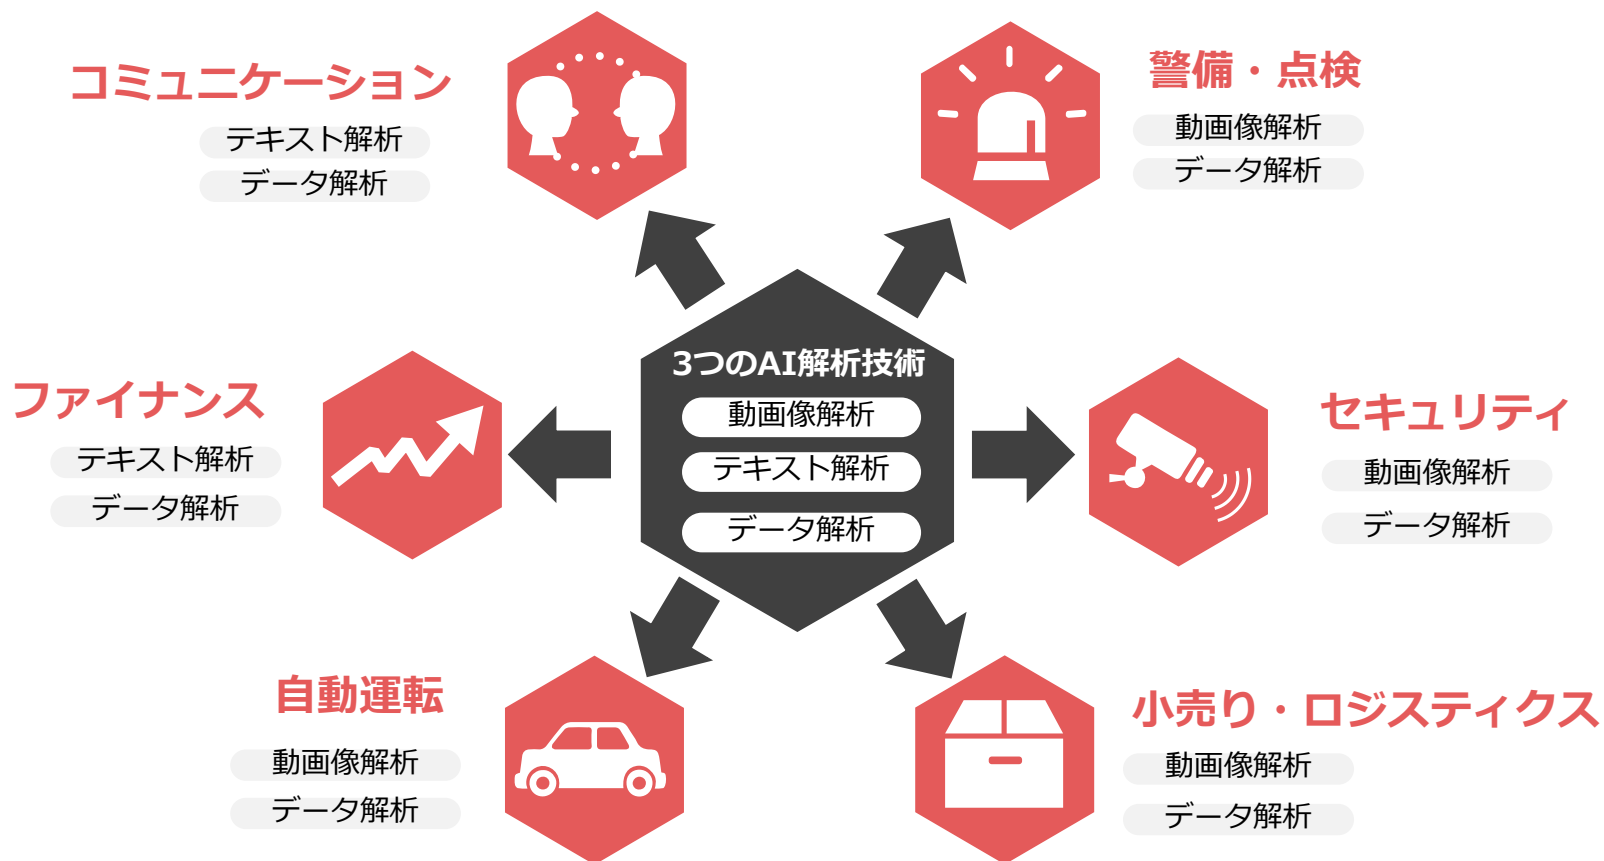 コミュニケーション
テキスト解析
データ解析
警備・点検
動画像解析
データ解析
ファイナンス
テキスト解析
データ解析
3つのAI解析技術
動画像解析
テキスト解析
データ解析
セキュリティ
動画像解析
データ解析
自動運転
動画像解析
データ解析
小売り・ロジスティクス
動画像解析
データ解析